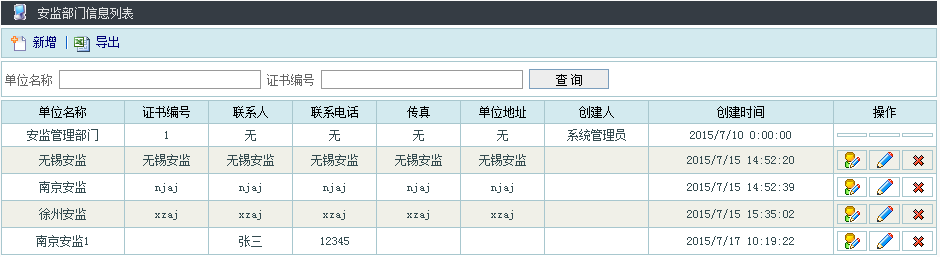 安监部门信息列表
新增 导出
单位名称 证书编号 查 询
单位名称 证书编号 联系人 联系电话 传真 单位地址 创建人 创建时间 操作
安监管理部门 1 无 无 无 无 系统管理员 2015/7/10 0:00:00
无锡安监 无锡安监 无锡安监 无锡安监 无锡安监 无锡安监 2015/7/15 14:52:20
南京安监 njaj njaj njaj njaj njaj 2015/7/15 14:52:39
徐州安监 xzaj xzaj xzaj xzaj xzaj 2015/7/15 15:35:02
南京安监1 张三 12345 2015/7/17 10:19:22